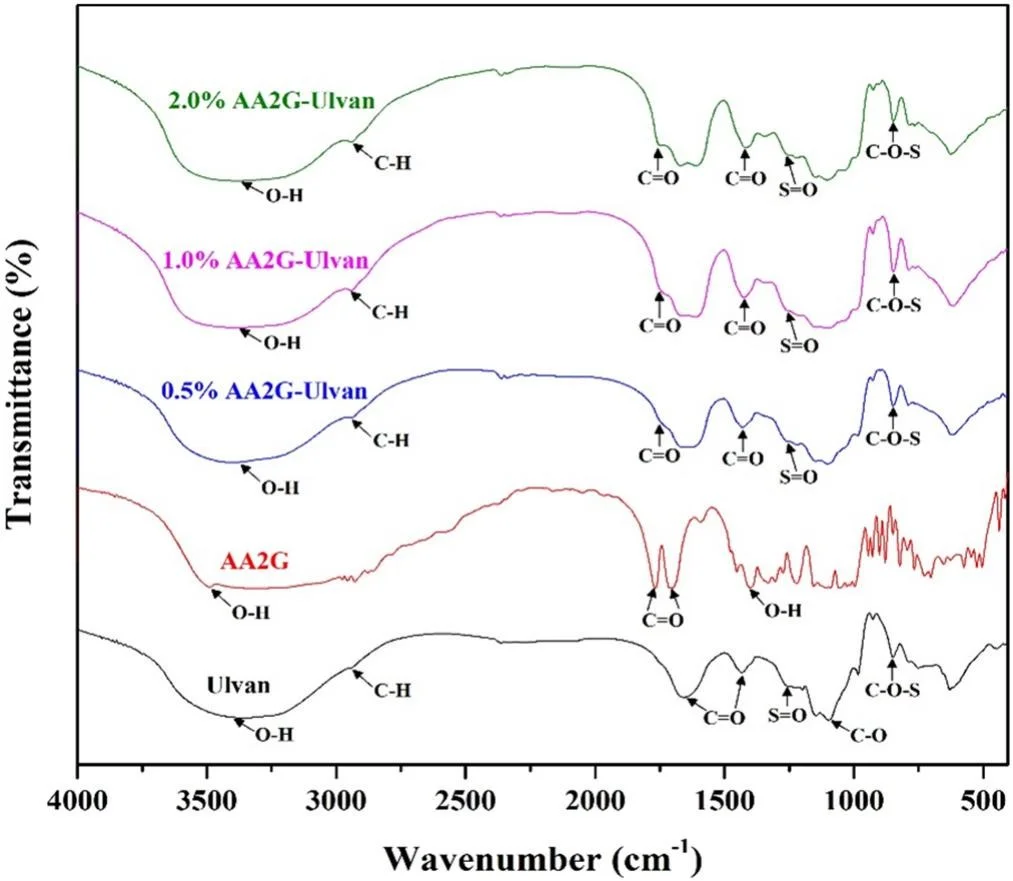 2.0% AA2G-Ulvan
C-H
O-H
C=O
C=O
S=O
C-O-S
1.0% AA2G-Ulvan
C-H
O-H
C=O
C=O
S=O
C-O-S
0.5% AA2G-Ulvan
C-H
O-H
C=O
C=O
S=O
C-O-S
AA2G
O-H
C=O
O-H
Ulvan
C-H
O-H
C=O
S=O
C-O
C-O-S
Transmittance (%)
4000 3500 3000 2500 2000 1500 1000 500
Wavenumber (cm⁻¹)